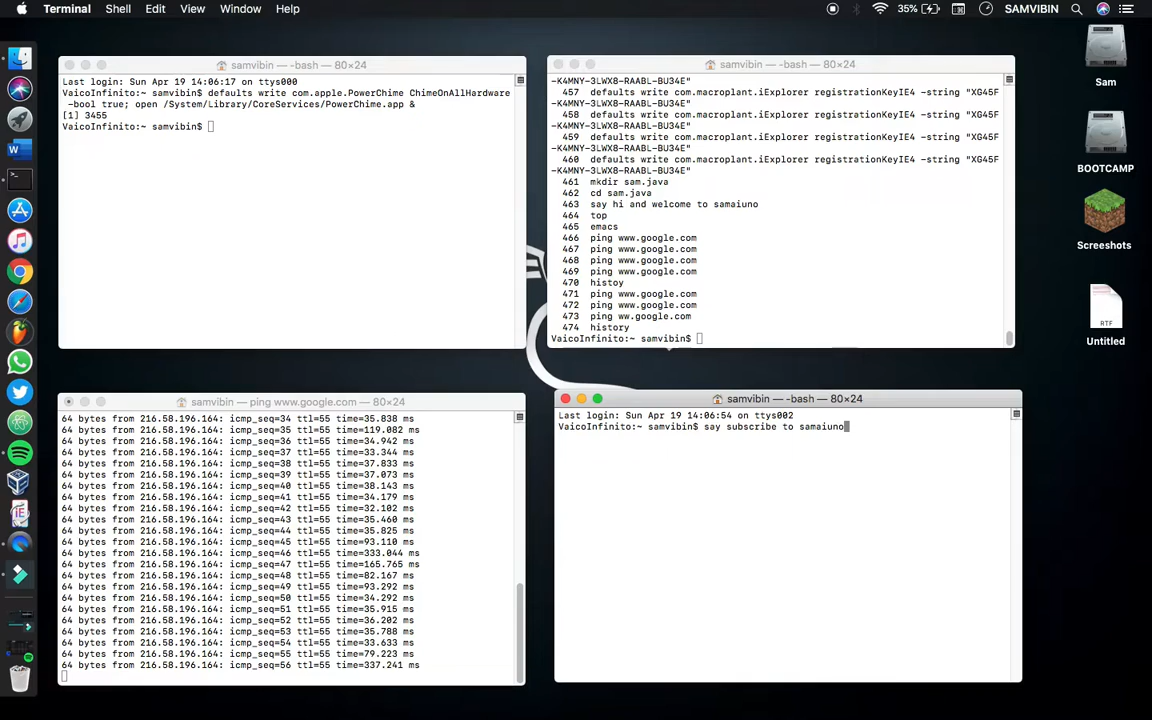 Terminal Shell Edit View Window Help
35% SAMVIBIN
samvibin — -bash — 80×24
Last login: Sun Apr 19 14:06:17 on ttys000
VaicoInfinito:~ samvibin$ defaults write com.apple.PowerChime ChimeOnAllHardware
-bool true; open /System/Library/CoreServices/PowerChime.app &
[1] 3455
VaicoInfinito:~ samvibin$
samvibin — -bash — 80×24
-K4MNY-3LWX8-RAABL-BU34E"
457 defaults write com.macroplant.iExplorer registrationKeyIE4 -string "XG45F
-K4MNY-3LWX8-RAABL-BU34E"
458 defaults write com.macroplant.iExplorer registrationKeyIE4 -string "XG45F
-K4MNY-3LWX8-RAABL-BU34E"
459 defaults write com.macroplant.iExplorer registrationKeyIE4 -string "XG45F
-K4MNY-3LWX8-RAABL-BU34E"
460 defaults write com.macroplant.iExplorer registrationKeyIE4 -string "XG45F
-K4MNY-3LWX8-RAABL-BU34E"
461 mkdir sam.java
462 cd sam.java
463 say hi and welcome to samaiuno
464 top
465 emacs
466 ping www.google.com
467 ping www.google.com
468 ping www.google.com
469 ping www.google.com
470 histoy
471 ping www.google.com
472 ping www.google.com
473 ping ww.google.com
474 history
VaicoInfinito:~ samvibin$
samvibin — ping www.google.com — 80×24
64 bytes from 216.58.196.164: icmp_seq=34 ttl=55 time=35.838 ms
64 bytes from 216.58.196.164: icmp_seq=35 ttl=55 time=119.082 ms
64 bytes from 216.58.196.164: icmp_seq=36 ttl=55 time=34.942 ms
64 bytes from 216.58.196.164: icmp_seq=37 ttl=55 time=33.344 ms
64 bytes from 216.58.196.164: icmp_seq=38 ttl=55 time=37.833 ms
64 bytes from 216.58.196.164: icmp_seq=39 ttl=55 time=37.073 ms
64 bytes from 216.58.196.164: icmp_seq=40 ttl=55 time=38.143 ms
64 bytes from 216.58.196.164: icmp_seq=41 ttl=55 time=34.179 ms
64 bytes from 216.58.196.164: icmp_seq=42 ttl=55 time=32.102 ms
64 bytes from 216.58.196.164: icmp_seq=43 ttl=55 time=35.460 ms
64 bytes from 216.58.196.164: icmp_seq=44 ttl=55 time=35.825 ms
64 bytes from 216.58.196.164: icmp_seq=45 ttl=55 time=93.110 ms
64 bytes from 216.58.196.164: icmp_seq=46 ttl=55 time=333.044 ms
64 bytes from 216.58.196.164: icmp_seq=47 ttl=55 time=165.765 ms
64 bytes from 216.58.196.164: icmp_seq=48 ttl=55 time=82.167 ms
64 bytes from 216.58.196.164: icmp_seq=49 ttl=55 time=93.292 ms
64 bytes from 216.58.196.164: icmp_seq=50 ttl=55 time=34.292 ms
64 bytes from 216.58.196.164: icmp_seq=51 ttl=55 time=35.915 ms
64 bytes from 216.58.196.164: icmp_seq=52 ttl=55 time=36.202 ms
64 bytes from 216.58.196.164: icmp_seq=53 ttl=55 time=35.788 ms
64 bytes from 216.58.196.164: icmp_seq=54 ttl=55 time=33.633 ms
64 bytes from 216.58.196.164: icmp_seq=55 ttl=55 time=79.223 ms
64 bytes from 216.58.196.164: icmp_seq=56 ttl=55 time=337.241 ms
samvibin — -bash — 80×24
Last login: Sun Apr 19 14:06:54 on ttys002
VaicoInfinito:~ samvibin$ say subscribe to samaiuno
Sam
BOOTCAMP
Screeshots
RTF
Untitled